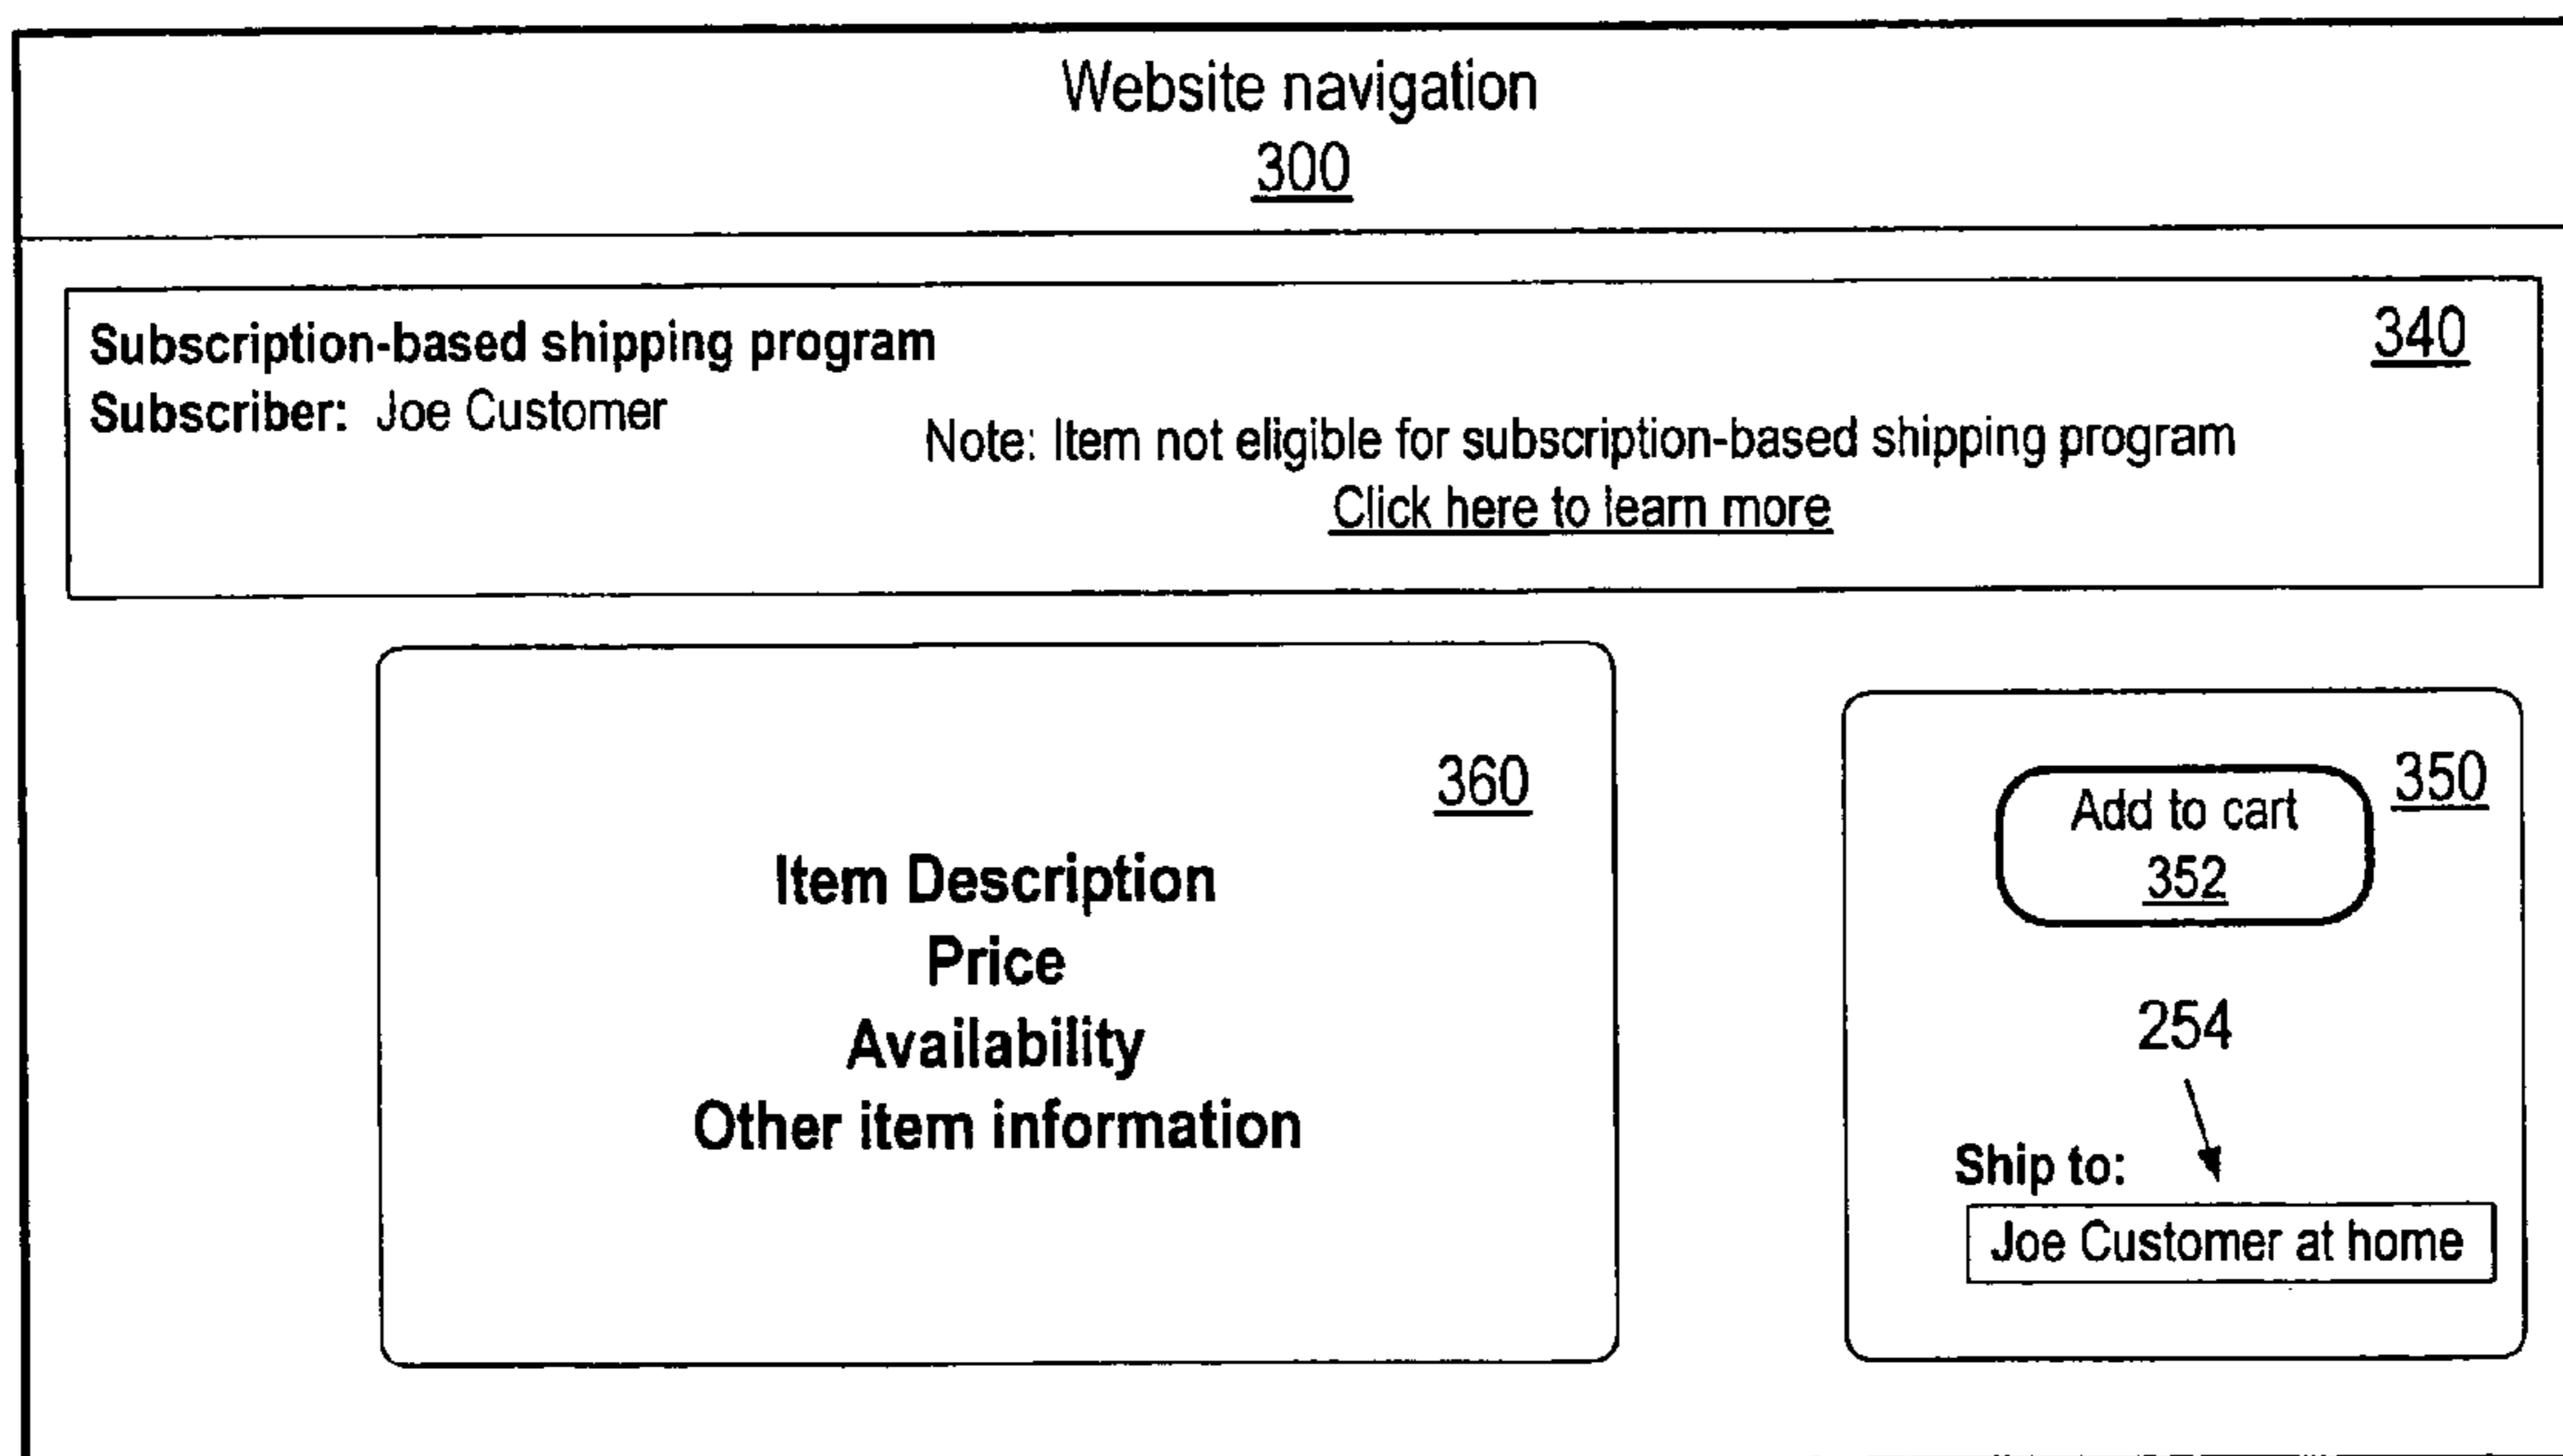 Website navigation
300
Subscription-based shipping program
340
Subscriber: Joe Customer
Note: Item not eligible for subscription-based shipping program
Click here to learn more
360
Item Description
Price
Availability
Other item information
350
Add to cart
352
254
Ship to:
Joe Customer at home